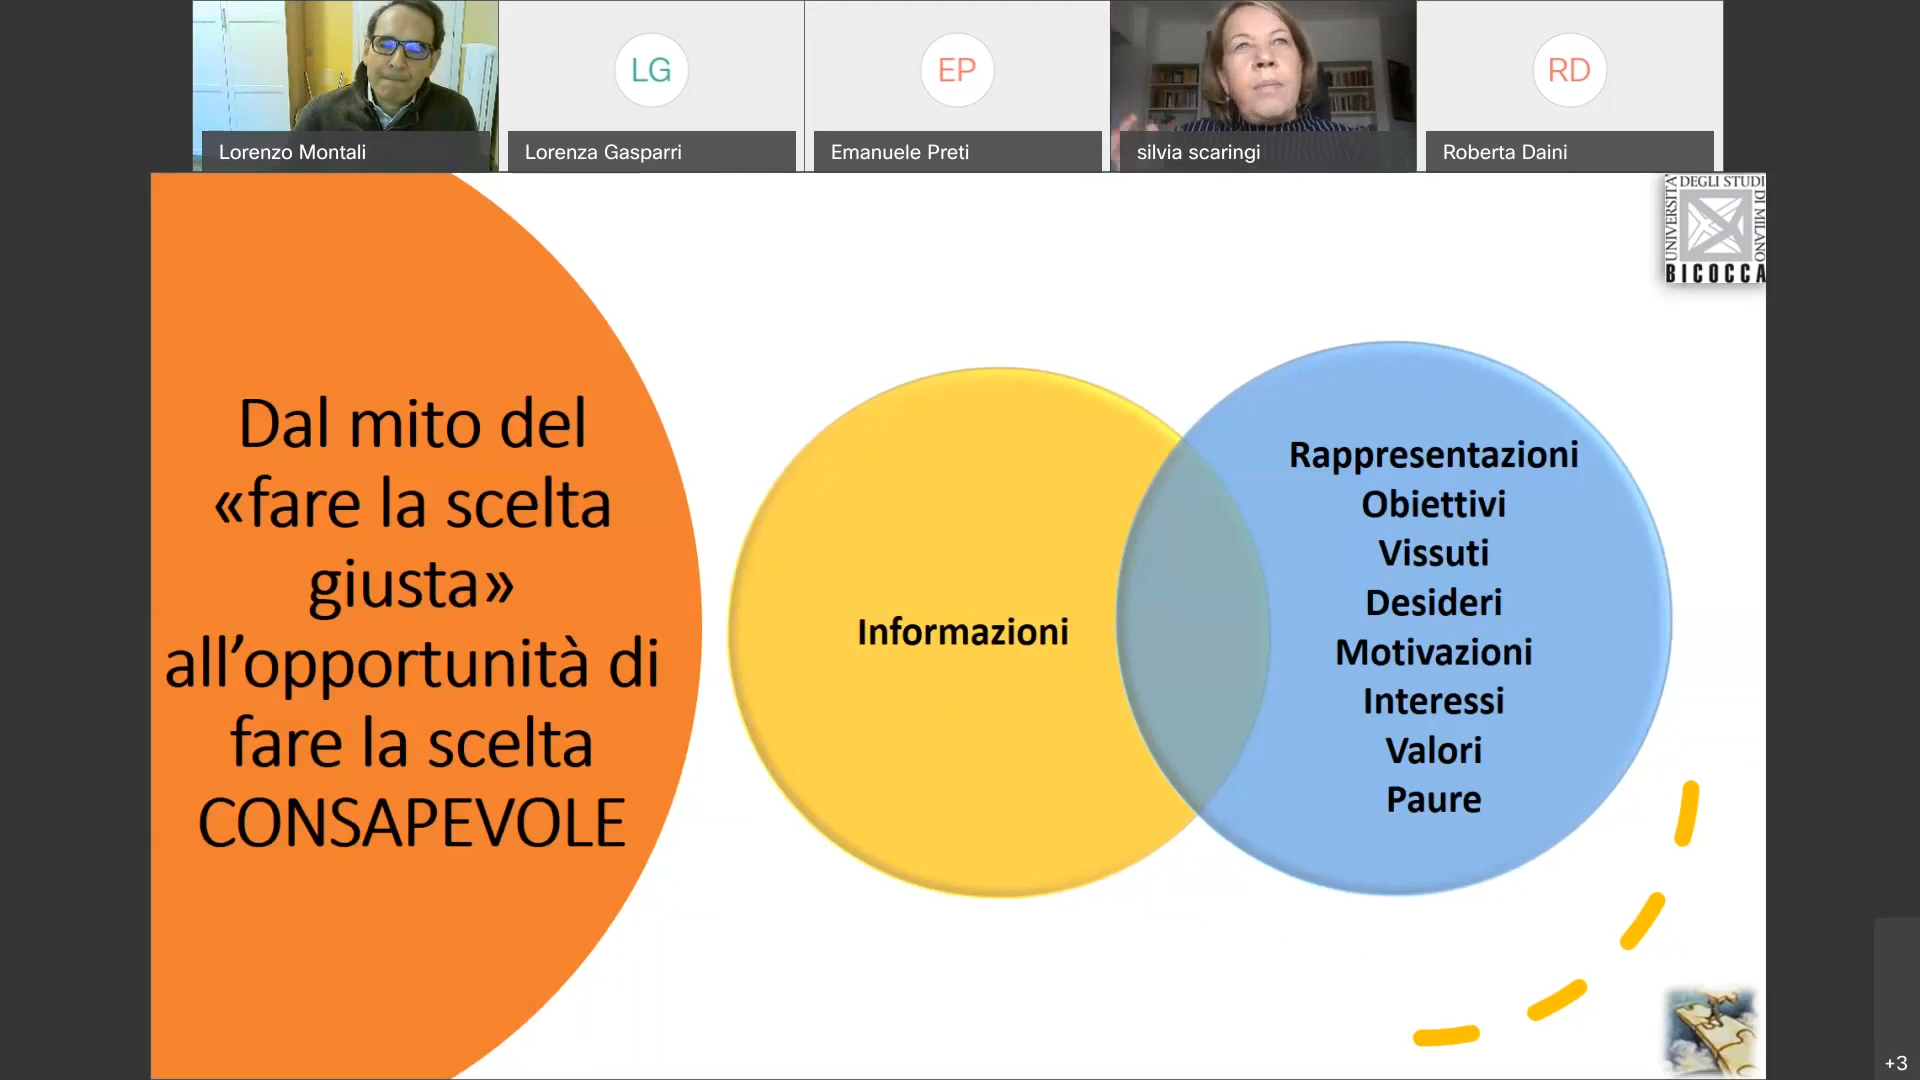 Lorenzo Montali
LG
Lorenza Gasparri
EP
Emanuele Preti
silvia scaringi
RD
Roberta Daini
UNIVERSITA' DEGLI STUDI DI MILANO
BICOCCA
Dal mito del
«fare la scelta
giusta»
all’opportunità di
fare la scelta
CONSAPEVOLE
Informazioni
Rappresentazioni
Obiettivi
Vissuti
Desideri
Motivazioni
Interessi
Valori
Paure
+3